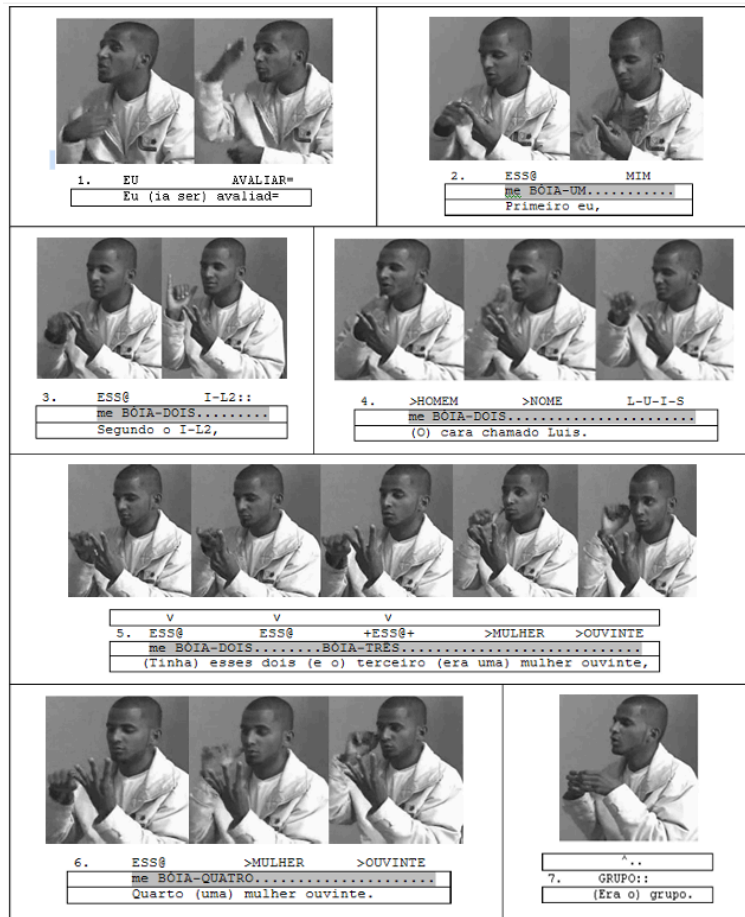 1. EU AVALIAR=
Eu (ia ser) avaliad=
2. ESS@ MIM
me BÓIA-UM...........
Primeiro eu,
3. ESS@ I-L2::
me BÓIA-DOIS.........
Segundo o I-L2,
4. >HOMEM >NOME L-U-I-S
me BÓIA-DOIS.......................
(O) cara chamado Luis.
v v v
5. ESS@ ESS@ +ESS@+ >MULHER >OUVINTE
me BÓIA-DOIS........BÓIA-TRÊS.............................
(Tinha) esses dois (e o) terceiro (era uma) mulher ouvinte,
6. ESS@ >MULHER >OUVINTE
me BÓIA-QUATRO......................
Quarto (uma) mulher ouvinte.
^..
7. GRUPO::
(Era o) grupo.